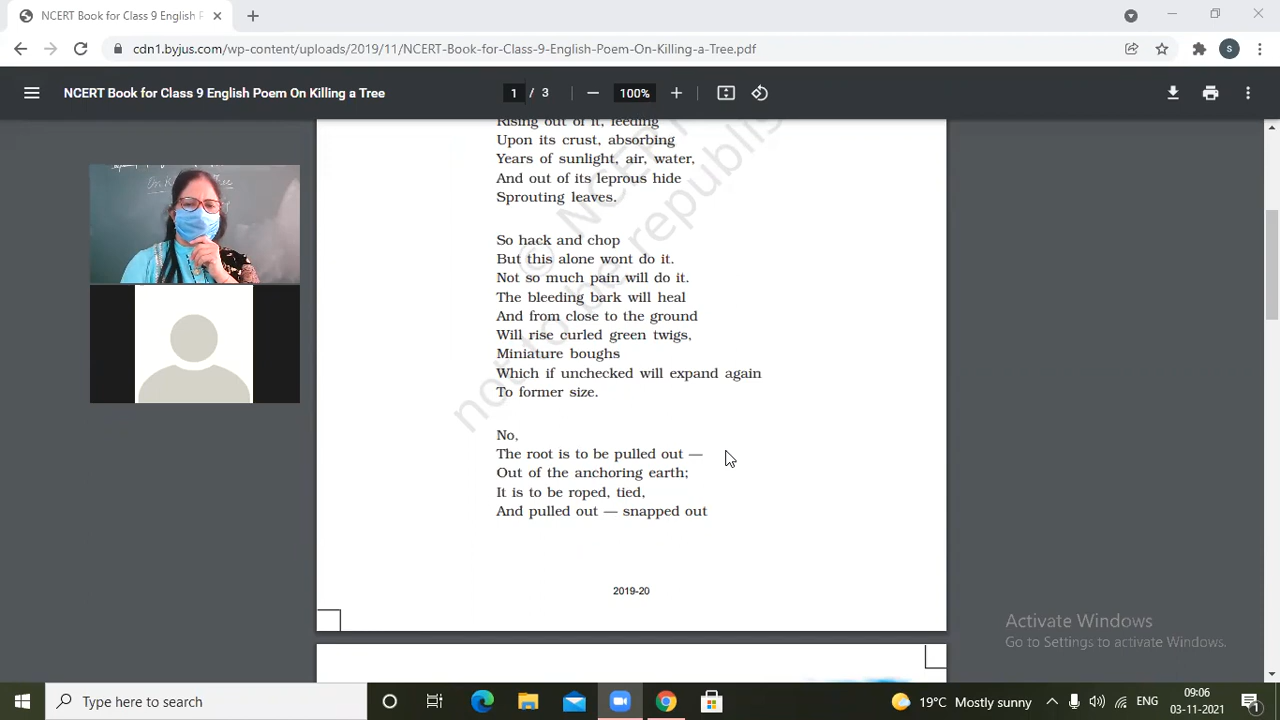 NCERT Book for Class 9 English P
cdn1.byjus.com/wp-content/uploads/2019/11/NCERT-Book-for-Class-9-English-Poem-On-Killing-a-Tree.pdf
S
NCERT Book for Class 9 English Poem On Killing a Tree
1 / 3
100%
Rising out of it, feeding
Upon its crust, absorbing
Years of sunlight, air, water,
And out of its leprous hide
Sprouting leaves.
So hack and chop
But this alone wont do it.
Not so much pain will do it.
The bleeding bark will heal
And from close to the ground
Will rise curled green twigs,
Miniature boughs
Which if unchecked will expand again
To former size.
No,
The root is to be pulled out —
Out of the anchoring earth;
It is to be roped, tied,
And pulled out — snapped out
© NCER
not to be republi
2019-20
Activate Windows
Go to Settings to activate Windows.
Type here to search
19°C Mostly sunny
ENG
09:06
03-11-2021
1